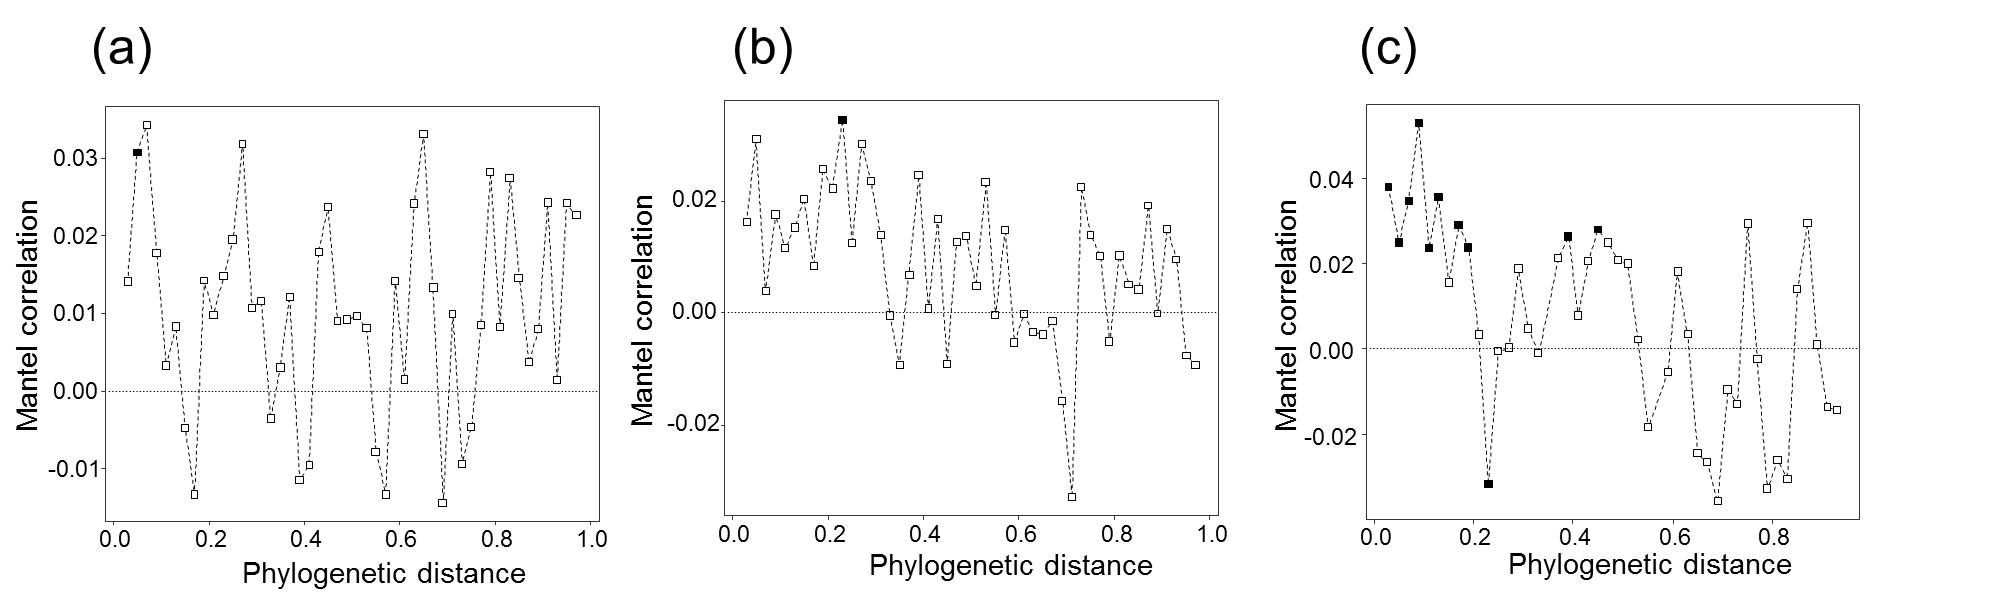 (a)
Mantel correlation
0.03
0.02
0.01
0.00
-0.01
0.0 0.2 0.4 0.6 0.8 1.0
Phylogenetic distance
(b)
Mantel correlation
0.02
0.00
-0.02
0.0 0.2 0.4 0.6 0.8 1.0
Phylogenetic distance
(c)
Mantel correlation
0.04
0.02
0.00
-0.02
0.0 0.2 0.4 0.6 0.8
Phylogenetic distance